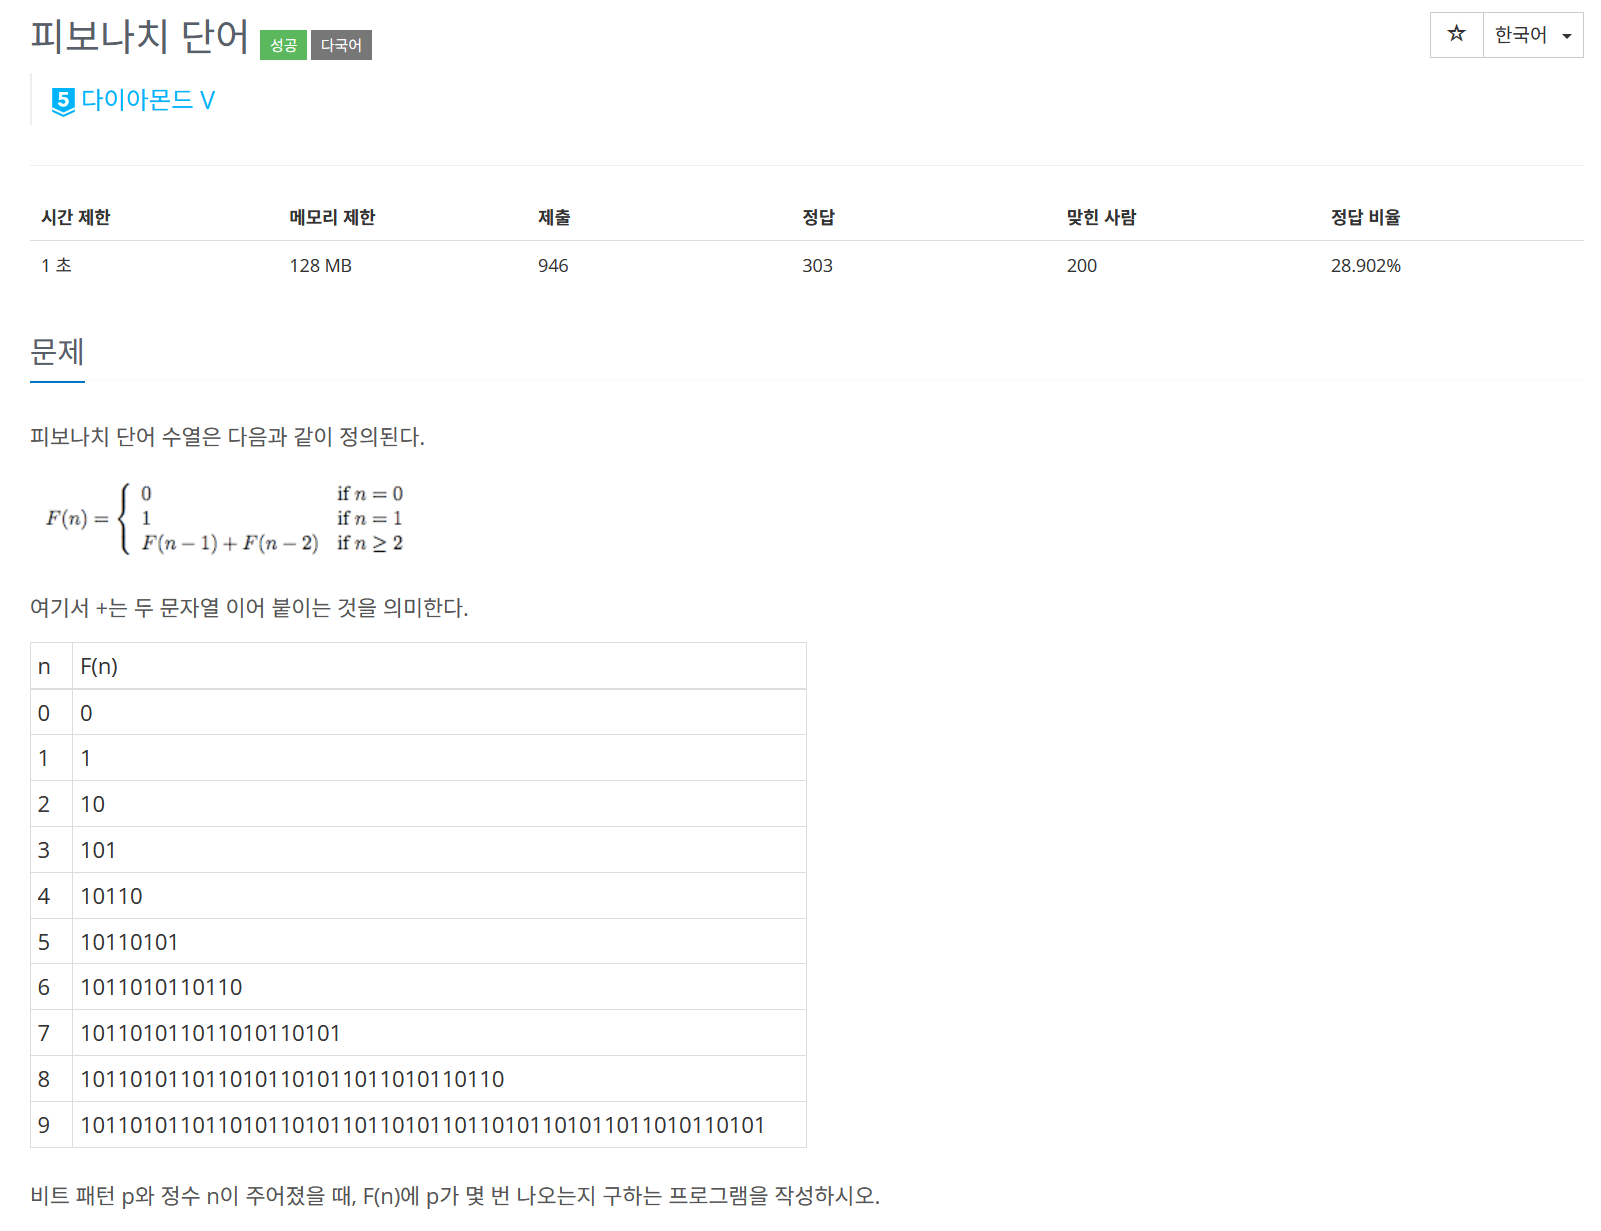 피보나치 단어 성공 다국어
☆ 한국어
5 다이아몬드 V
시간 제한 메모리 제한 제출 정답 맞힌 사람 정답 비율
1 초 128 MB 946 303 200 28.902%
문제
피보나치 단어 수열은 다음과 같이 정의된다.
0 if n = 0
F(n) = { 1 if n = 1
F(n − 1) + F(n − 2) if n ≥ 2
여기서 +는 두 문자열 이어 붙이는 것을 의미한다.
n F(n)
0 0
1 1
2 10
3 101
4 10110
5 10110101
6 1011010110110
7 101101011011010110101
8 1011010110110101101011011010110110
9 1011010110110101101011011010110110101101011011010110101
비트 패턴 p와 정수 n이 주어졌을 때, F(n)에 p가 몇 번 나오는지 구하는 프로그램을 작성하시오.